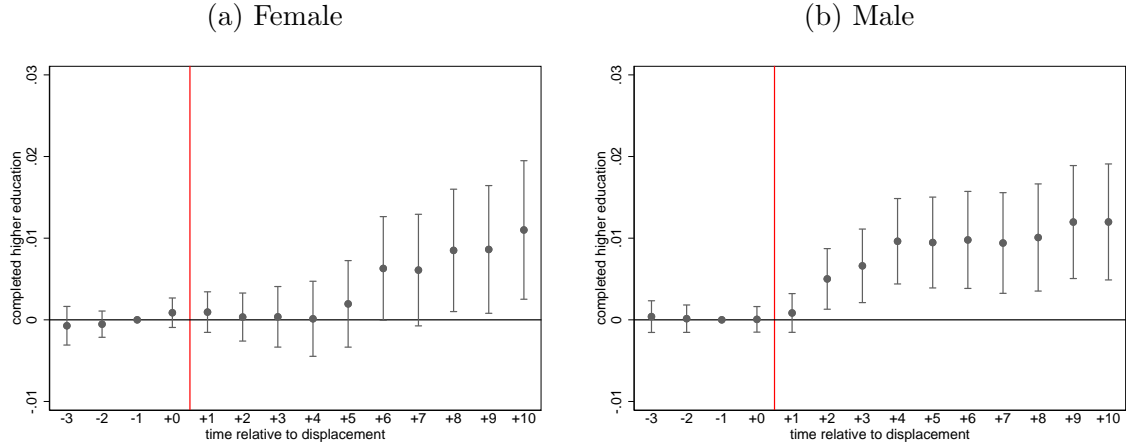 (a) Female
.03
.02
.01
0
-.01
completed higher education
-3 -2 -1 +0 +1 +2 +3 +4 +5 +6 +7 +8 +9 +10
time relative to displacement
(b) Male
.03
.02
.01
0
-.01
completed higher education
-3 -2 -1 +0 +1 +2 +3 +4 +5 +6 +7 +8 +9 +10
time relative to displacement